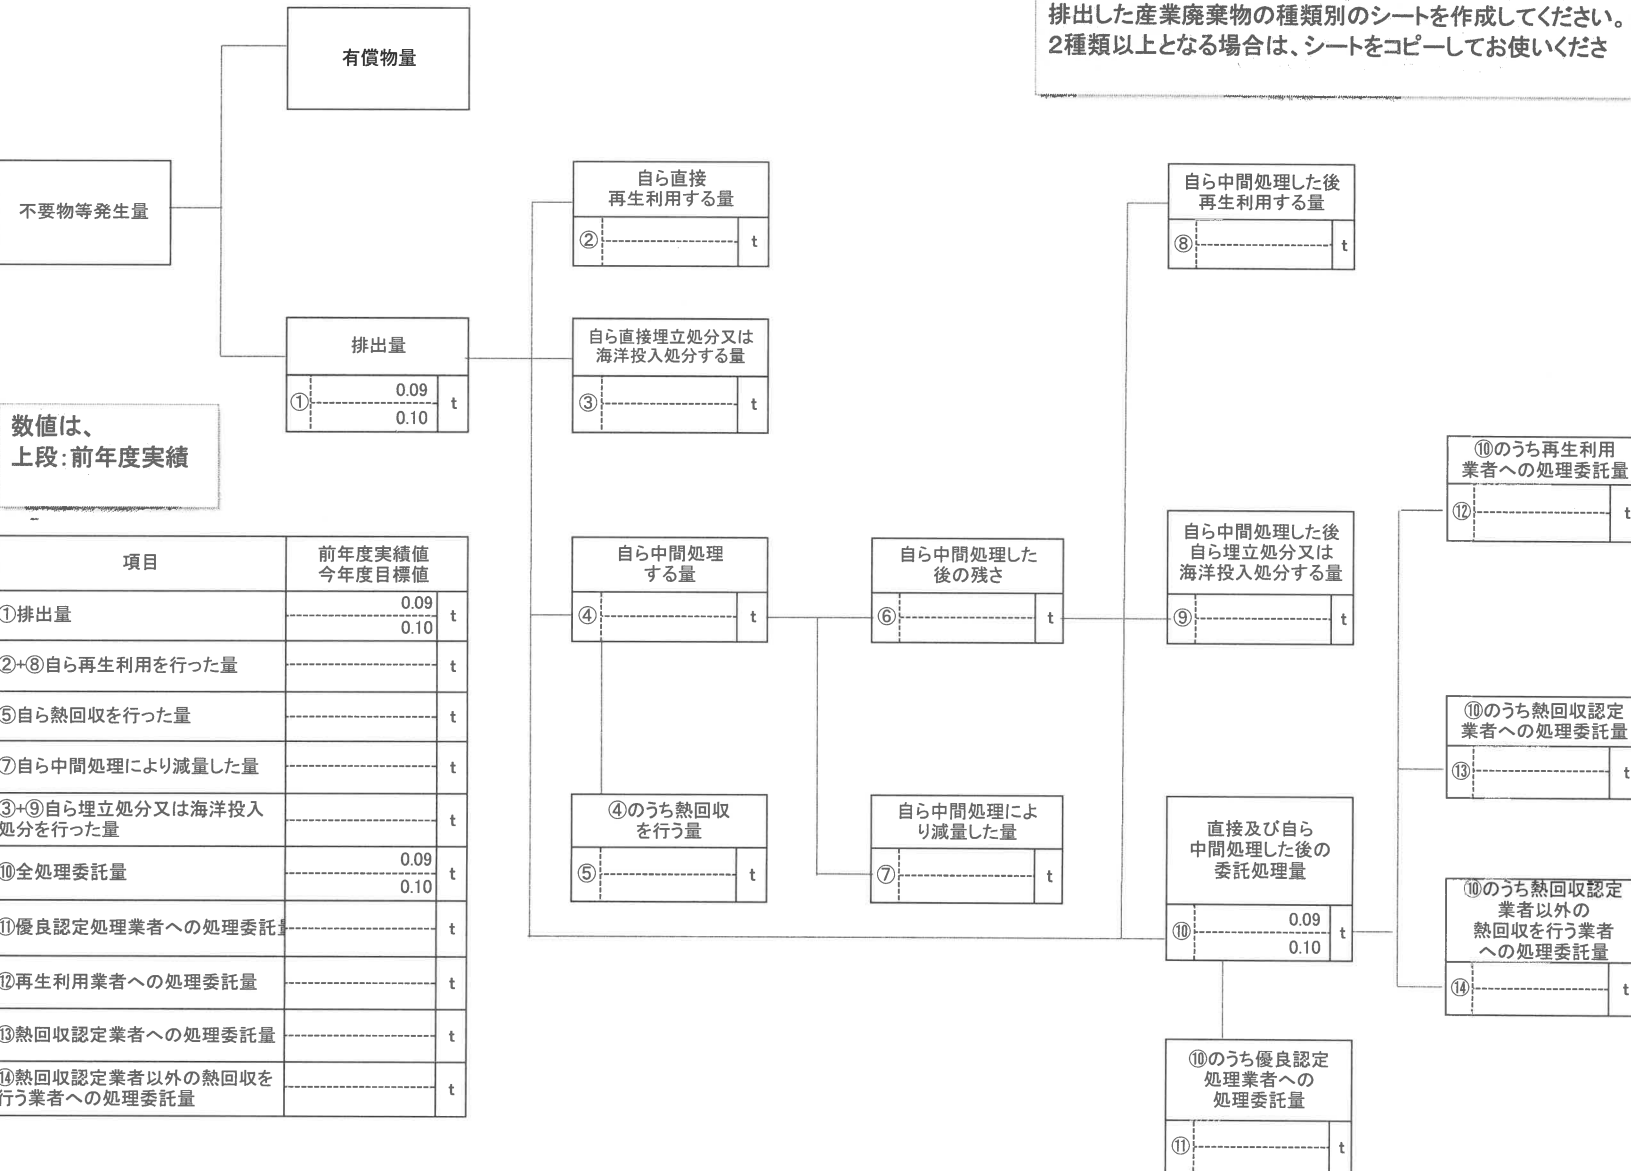 排出した産業廃棄物の種類別のシートを作成してください。
2種類以上となる場合は、シートをコピーしてお使いくださ
有償物量
不要物等発生量
自ら直接
再生利用する量
② t
自ら中間処理した後
再生利用する量
⑧ t
排出量
① 0.09 t
0.10
自ら直接埋立処分又は
海洋投入処分する量
③ t
数値は、
上段：前年度実績
⑩のうち再生利用
業者への処理委託量
⑫ t
自ら中間処理
する量
④ t
自ら中間処理した
後の残さ
⑥ t
自ら中間処理した後
自ら埋立処分又は
海洋投入処分する量
⑨ t
⑩のうち熱回収認定
業者への処理委託量
⑬ t
④のうち熱回収
を行う量
⑤ t
自ら中間処理によ
り減量した量
⑦ t
直接及び自ら
中間処理した後の
委託処理量
⑩ 0.09 t
0.10
⑩のうち熱回収認定
業者以外の
熱回収を行う業者
への処理委託量
⑭ t
⑩のうち優良認定
処理業者への
処理委託量
⑪ t
項目 前年度実績値
今年度目標値
①排出量 0.09 t
0.10
②+⑧自ら再生利用を行った量 t
⑤自ら熱回収を行った量 t
⑦自ら中間処理により減量した量 t
③+⑨自ら埋立処分又は海洋投入
処分を行った量 t
⑩全処理委託量 0.09 t
0.10
⑪優良認定処理業者への処理委託 t
⑫再生利用業者への処理委託量 t
⑬熱回収認定業者への処理委託量 t
⑭熱回収認定業者以外の熱回収を
行う業者への処理委託量 t